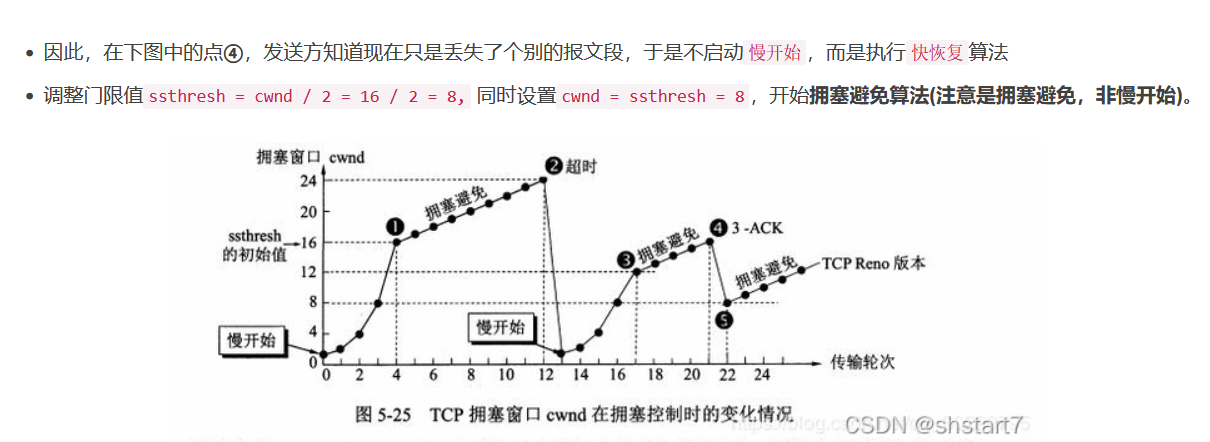 因此，在下图中的点④，发送方知道现在只是丢失了个别的报文段，于是不启动 慢开始 ，而是执行 快恢复 算法
调整门限值 ssthresh = cwnd / 2 = 16 / 2 = 8, 同时设置 cwnd = ssthresh = 8 ，开始拥塞避免算法(注意是拥塞避免，非慢开始)。
拥塞窗口 cwnd
24
20
ssthresh
的初始值
16
12
8
4
0
❶
拥塞避免
❷ 超时
❸
拥塞避免
❹ 3 -ACK
拥塞避免
❺
TCP Reno 版本
慢开始
慢开始
0 2 4 6 8 10 12 14 16 18 20 22 24
传输轮次
图 5-25 TCP 拥塞窗口 cwnd 在拥塞控制时的变化情况
CSDN @shstart7